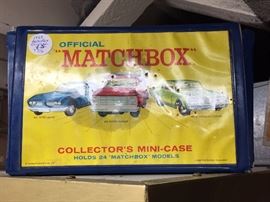 OFFICIAL
"MATCHBOX"
COLLECTOR'S MINI-CASE
HOLDS 24 "MATCHBOX" MODELS